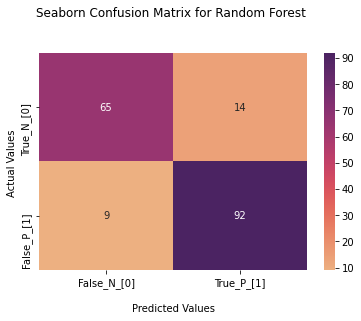 Seaborn Confusion Matrix for Random Forest
Actual Values
True_N_[0]
False_P_[1]
65
14
9
92
False_N_[0]
True_P_[1]
Predicted Values
90
80
70
60
50
40
30
20
10